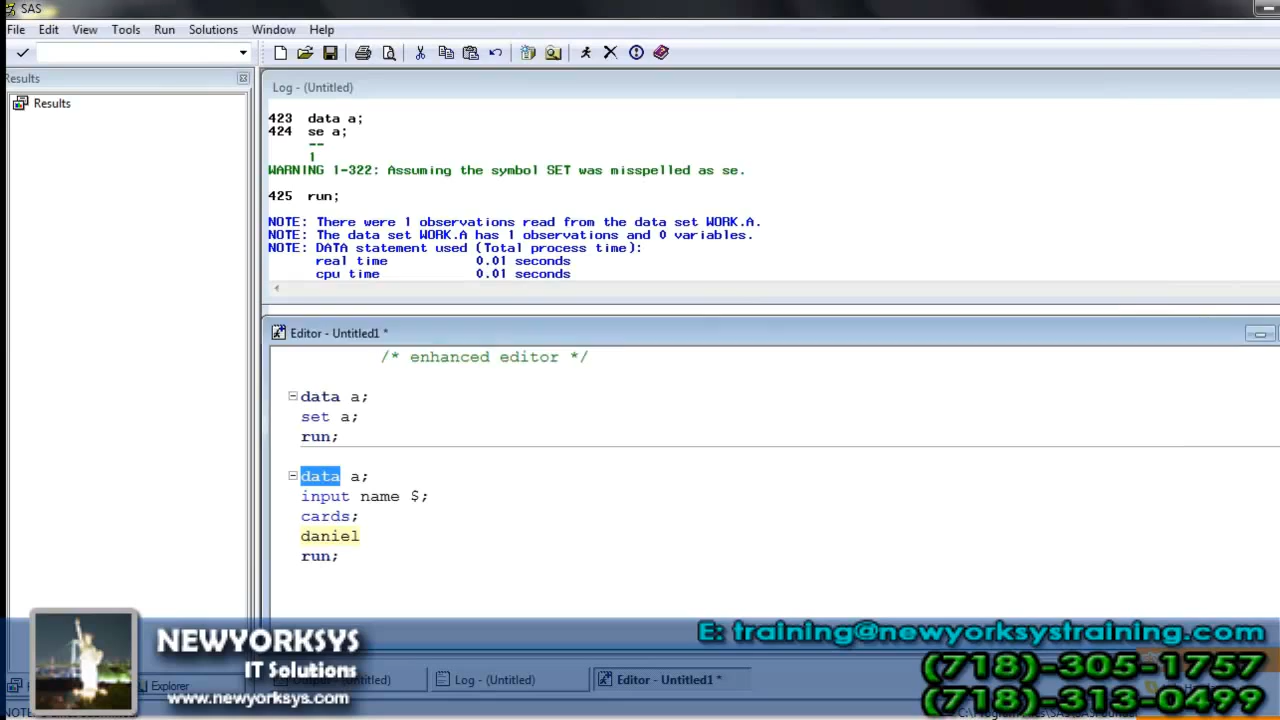 SAS
File Edit View Tools Run Solutions Window Help
Results
Results
Log - (Untitled)
423 data a;
424 se a;
--
1
WARNING 1-322: Assuming the symbol SET was misspelled as se.
425 run;
NOTE: There were 1 observations read from the data set WORK.A.
NOTE: The data set WORK.A has 1 observations and 0 variables.
NOTE: DATA statement used (Total process time):
real time 0.01 seconds
cpu time 0.01 seconds
Editor - Untitled1 *
/* enhanced editor */
data a;
set a;
run;
data a;
input name $;
cards;
daniel
run;
NEWYORKSYS
IT Solutions
www.newyorksys.com
E: training@newyorksystraining.com
(718)-305-1757
(718)-313-0499
Explorer
Log - (Untitled)
Editor - Untitled1 *